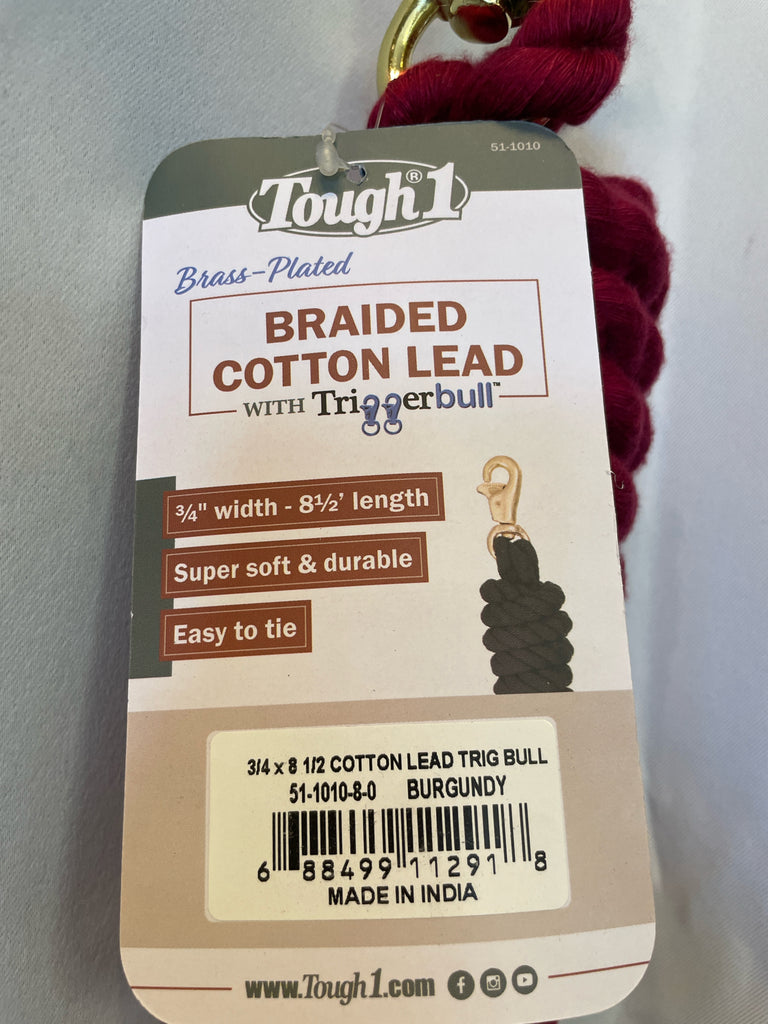 51-1010
Tough1®
Brass-Plated
BRAIDED
COTTON LEAD
WITH Triggerbull™
¾" width - 8½' length
Super soft & durable
Easy to tie
3/4 x 8 1/2 COTTON LEAD TRIG BULL
51-1010-8-0 BURGUNDY
6 88499 11291 8
MADE IN INDIA
www.Tough1.com